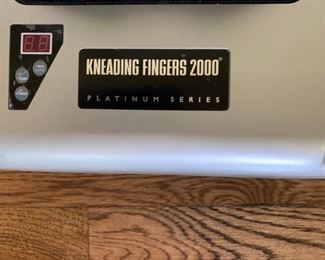 KNEADING FINGERS 2000®
PLATINUM SERIES